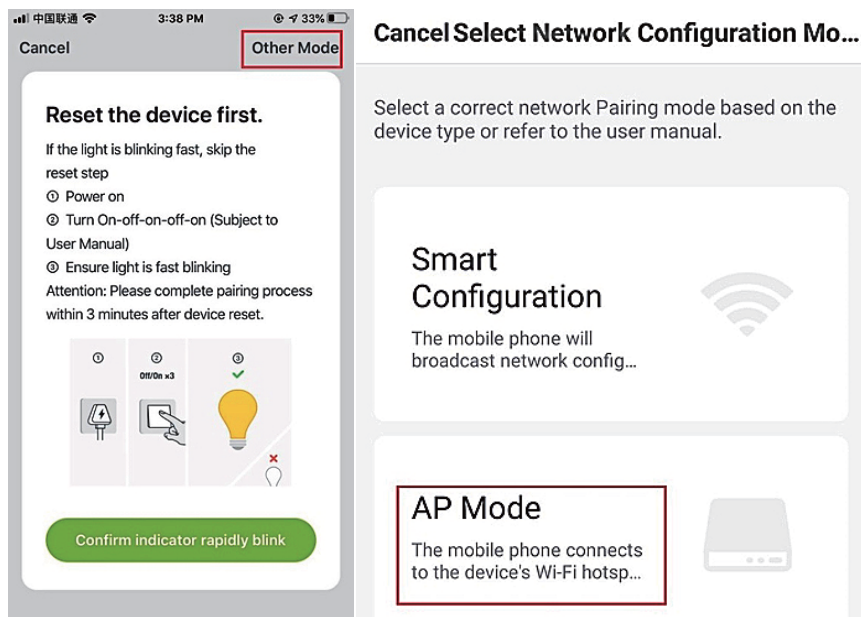 中国联通 3:38 PM 33%
Cancel Other Mode
Reset the device first.
If the light is blinking fast, skip the
reset step
① Power on
② Turn On-off-on-off-on (Subject to
User Manual)
③ Ensure light is fast blinking
Attention: Please complete pairing process
within 3 minutes after device reset.
① ② ③
Off/On x3
Confirm indicator rapidly blink
Cancel Select Network Configuration Mo...
Select a correct network Pairing mode based on the
device type or refer to the user manual.
Smart
Configuration
The mobile phone will
broadcast network config...
AP Mode
The mobile phone connects
to the device's Wi-Fi hotsp...